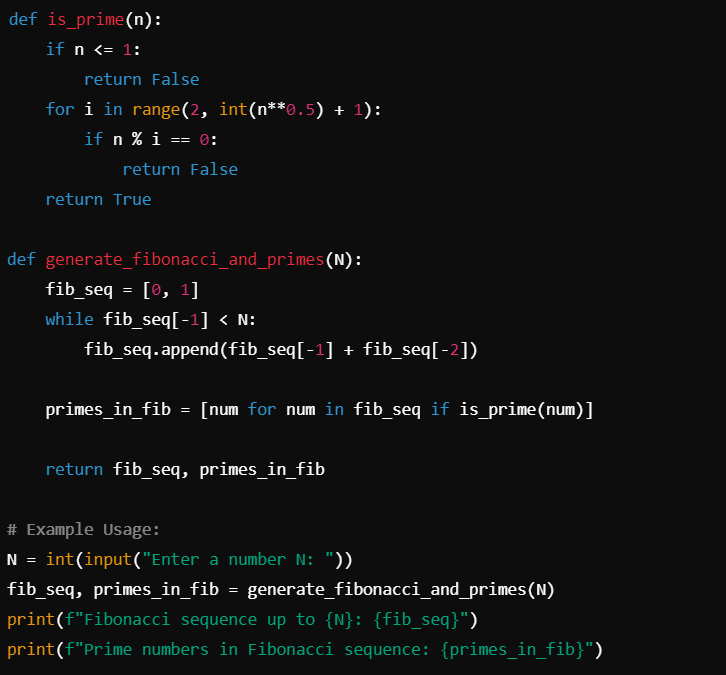 def is_prime(n):
    if n <= 1:
        return False
    for i in range(2, int(n**0.5) + 1):
        if n % i == 0:
            return False
    return True

def generate_fibonacci_and_primes(N):
    fib_seq = [0, 1]
    while fib_seq[-1] < N:
        fib_seq.append(fib_seq[-1] + fib_seq[-2])

    primes_in_fib = [num for num in fib_seq if is_prime(num)]

    return fib_seq, primes_in_fib

# Example Usage:
N = int(input("Enter a number N: "))
fib_seq, primes_in_fib = generate_fibonacci_and_primes(N)
print(f"Fibonacci sequence up to {N}: {fib_seq}")
print(f"Prime numbers in Fibonacci sequence: {primes_in_fib}")